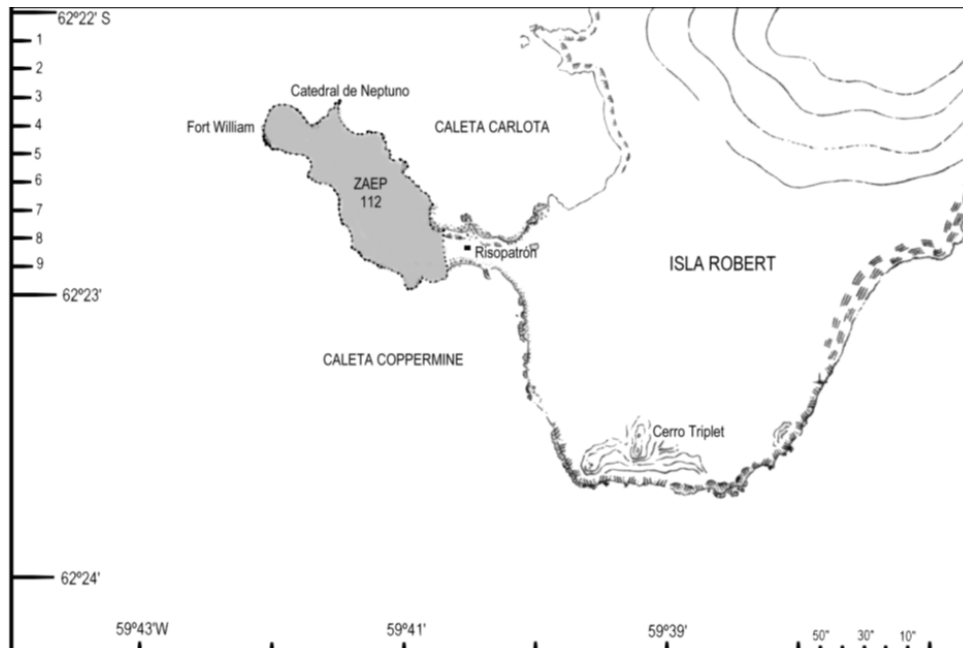 62º22' S
1
2
3
Catedral de Neptuno
4
Fort William
CALETA CARLOTA
5
6
ZAEP
112
7
8
Risopatrón
9
ISLA ROBERT
62º23'
CALETA COPPERMINE
Cerro Triplet
62º24'
59º43'W
59º41'
59º39'
50"
30"
10"